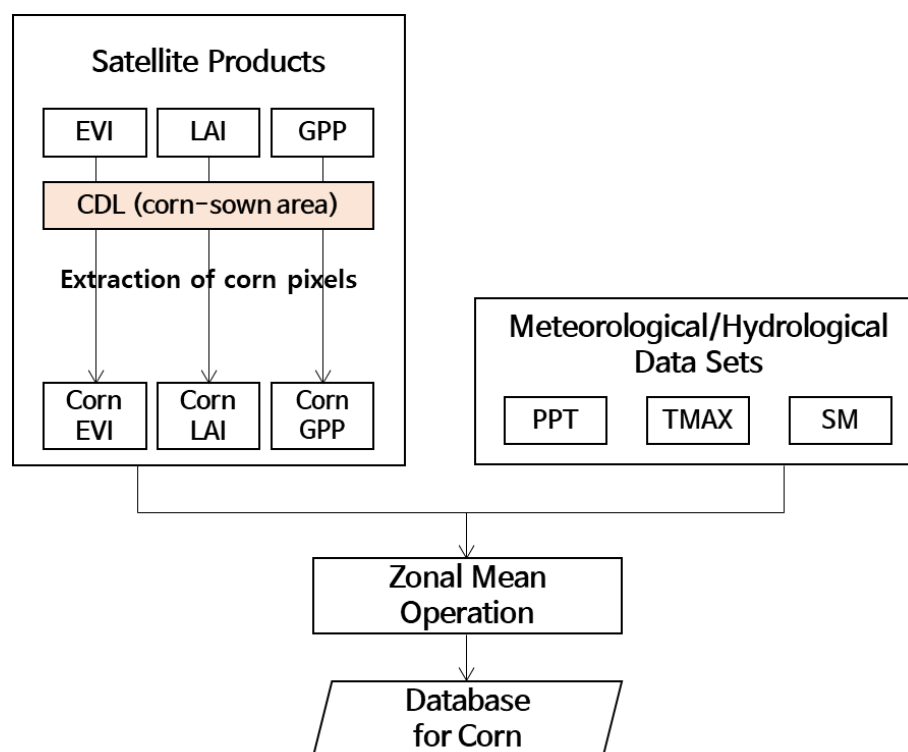 Satellite Products
EVI
LAI
GPP
CDL (corn-sown area)
Extraction of corn pixels
Corn
EVI
Corn
LAI
Corn
GPP
Meteorological/Hydrological
Data Sets
PPT
TMAX
SM
Zonal Mean
Operation
Database
for Corn